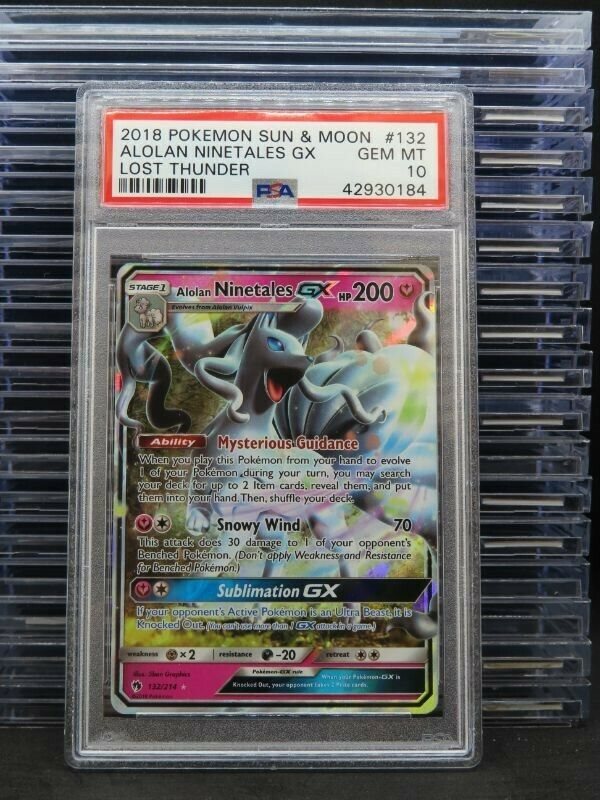 2018 POKEMON SUN & MOON #132
ALOLAN NINETALES GX GEM MT
LOST THUNDER 10
PSA 42930184
STAGE 1 Alolan Ninetales GX HP 200
Evolves from Alolan Vulpix
Ability Mysterious Guidance
When you play this Pokémon from your hand to evolve
1 of your Pokémon during your turn, you may search
your deck for up to 2 Item cards, reveal them, and put
them into your hand. Then, shuffle your deck.
Snowy Wind 70
This attack does 30 damage to 1 of your opponent's
Benched Pokémon. (Don't apply Weakness and Resistance
for Benched Pokémon.)
Sublimation GX
If your opponent's Active Pokémon is an Ultra Beast, it is
Knocked Out. (You can't use more than 1 GX attack in a game.)
weakness ×2 resistance -20 retreat
Illus. 5ban Graphics Pokémon-GX rule When your Pokémon-GX is
132/214 Knocked Out, your opponent takes 2 Prize cards.
©2018 Pokémon